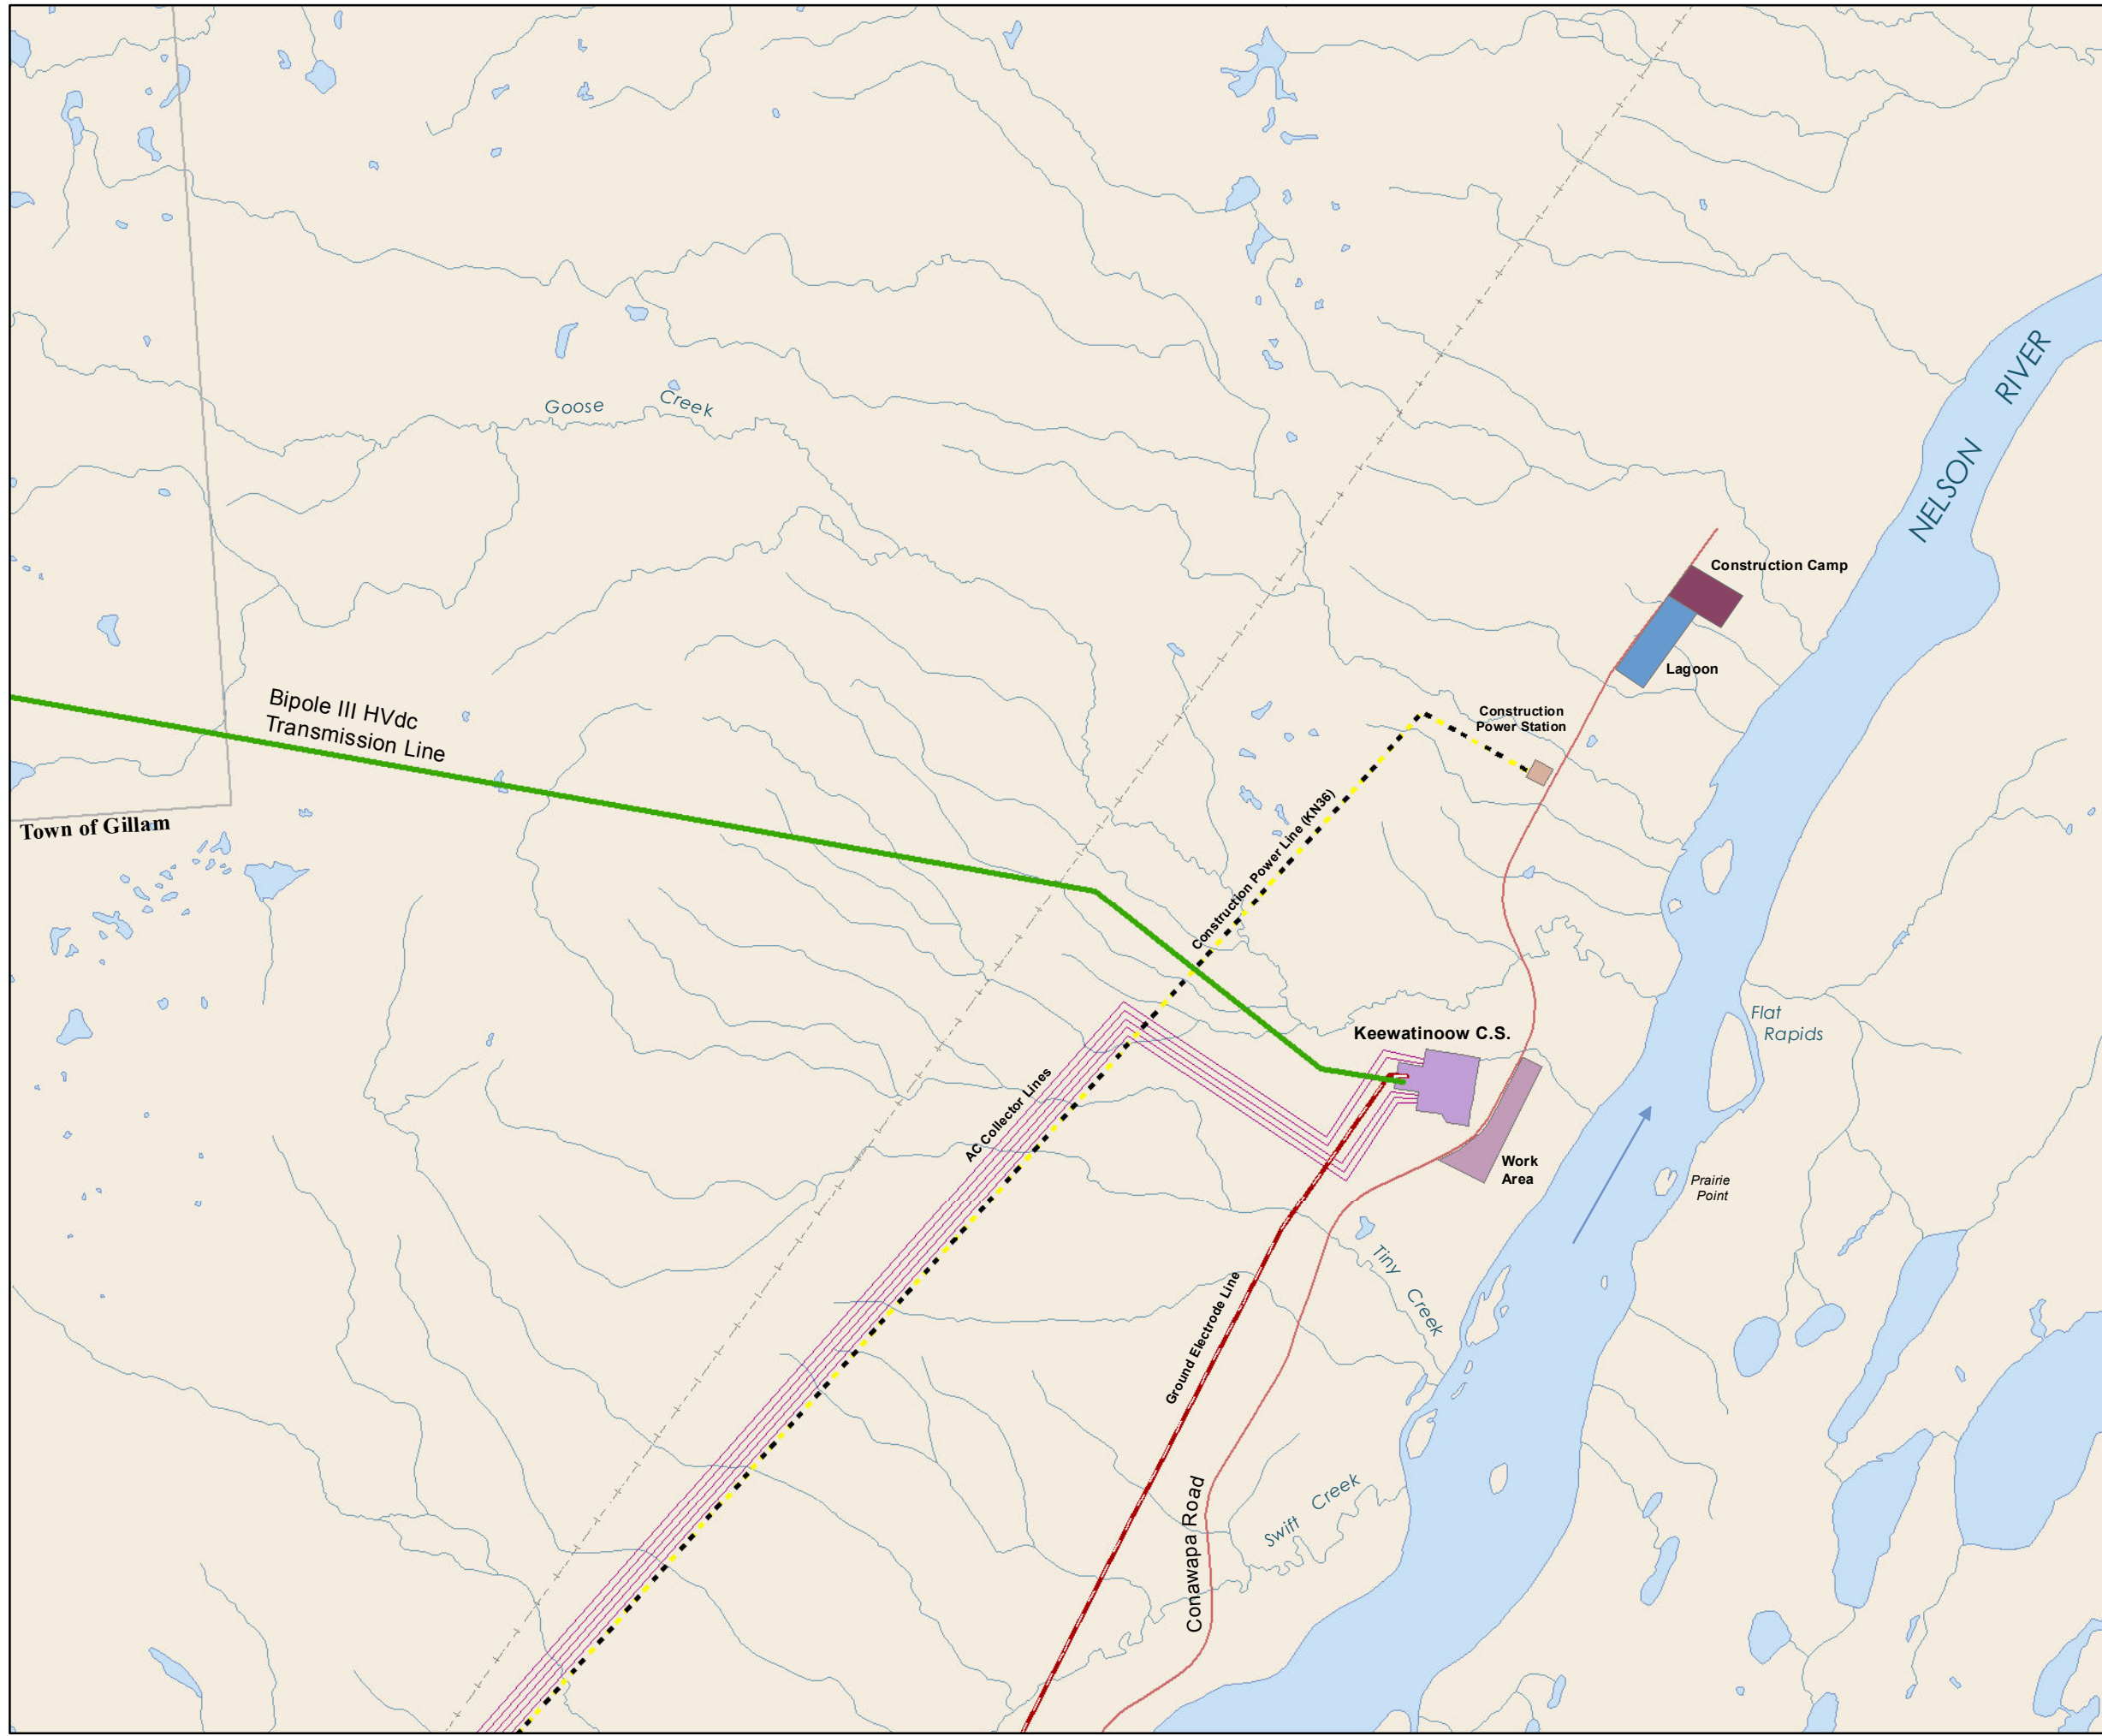 NELSON RIVER
Goose Creek
Construction Camp
Lagoon
Bipole III HVdc
Transmission Line
Construction
Power Station
Town of Gillam
Construction Power Line (KN36)
Flat
Rapids
Keewatinoow C.S.
AC Collector Lines
Work
Area
Prairie
Point
Tiny Creek
Ground Electrode Line
Swift Creek
Conawapa Road